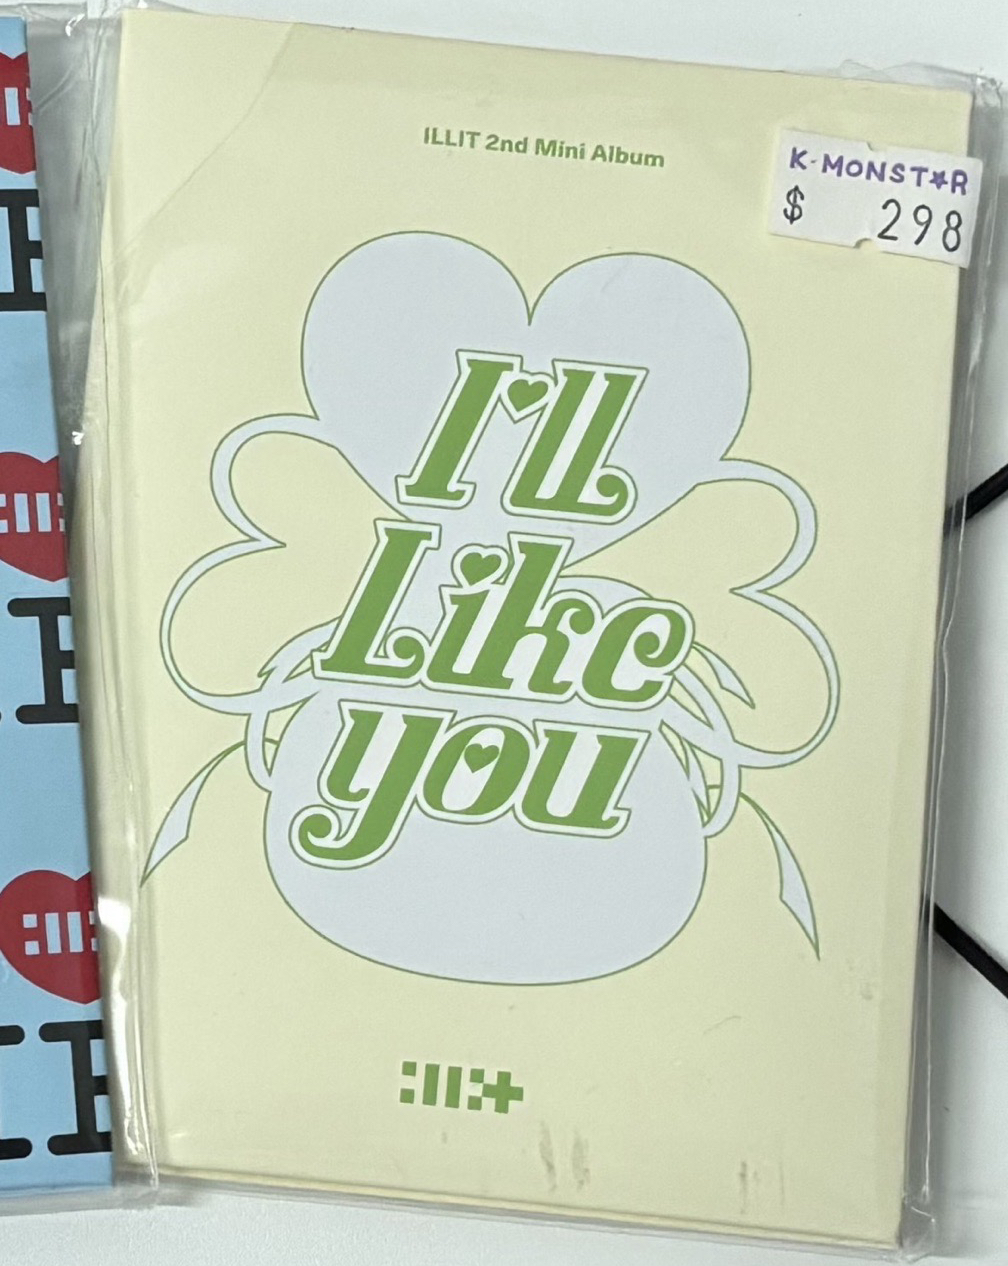 ILLIT 2nd Mini Album
K-MONST★R
$ 298
I'll
Like
you